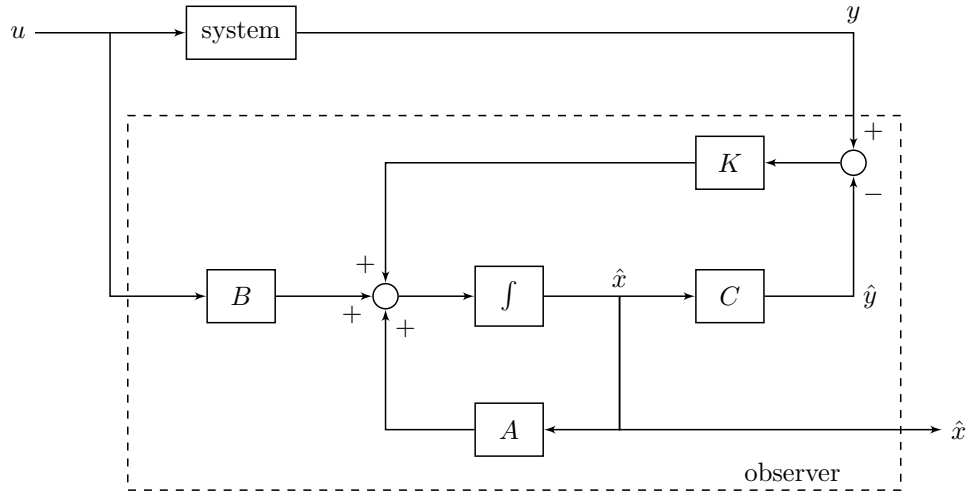 y
u
system
+
K
−
+
B
∫
x̂
C
ŷ
+
+
A
x̂
observer